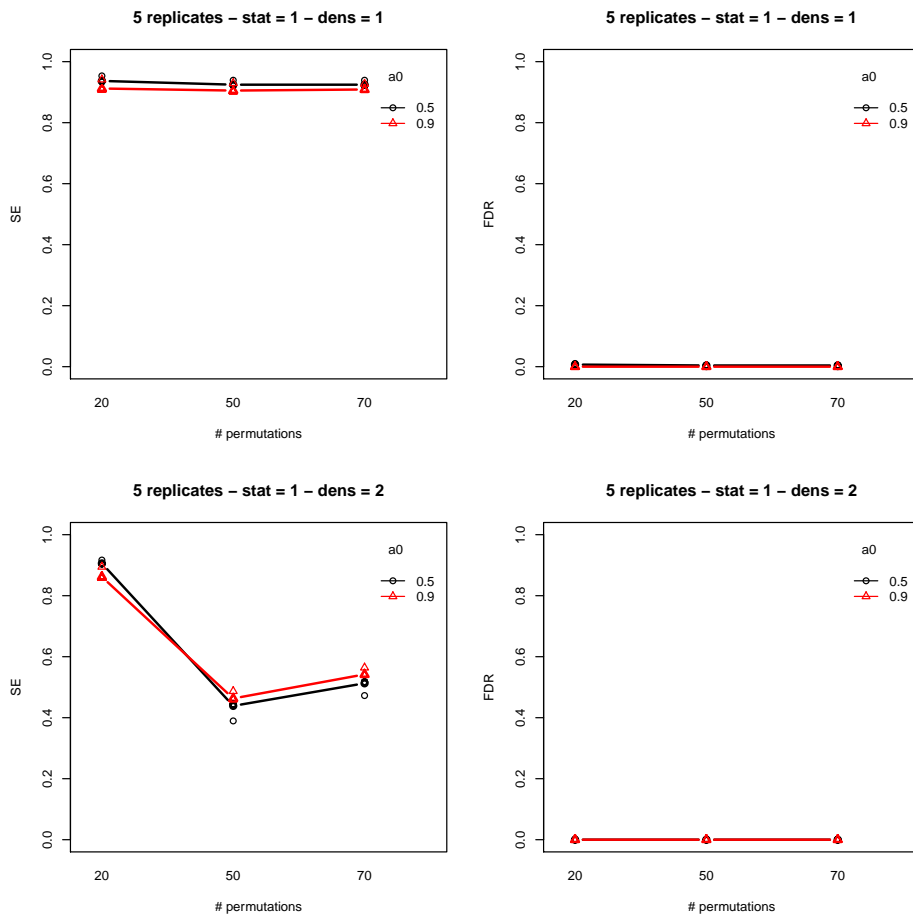 5 replicates – stat = 1 – dens = 1
1.0
0.8
0.6
0.4
0.2
0.0
SE
a0
0.5
0.9
20
50
70
# permutations
5 replicates – stat = 1 – dens = 1
1.0
0.8
0.6
0.4
0.2
0.0
FDR
a0
0.5
0.9
20
50
70
# permutations
5 replicates – stat = 1 – dens = 2
1.0
0.8
0.6
0.4
0.2
0.0
SE
a0
0.5
0.9
20
50
70
# permutations
5 replicates – stat = 1 – dens = 2
1.0
0.8
0.6
0.4
0.2
0.0
FDR
a0
0.5
0.9
20
50
70
# permutations